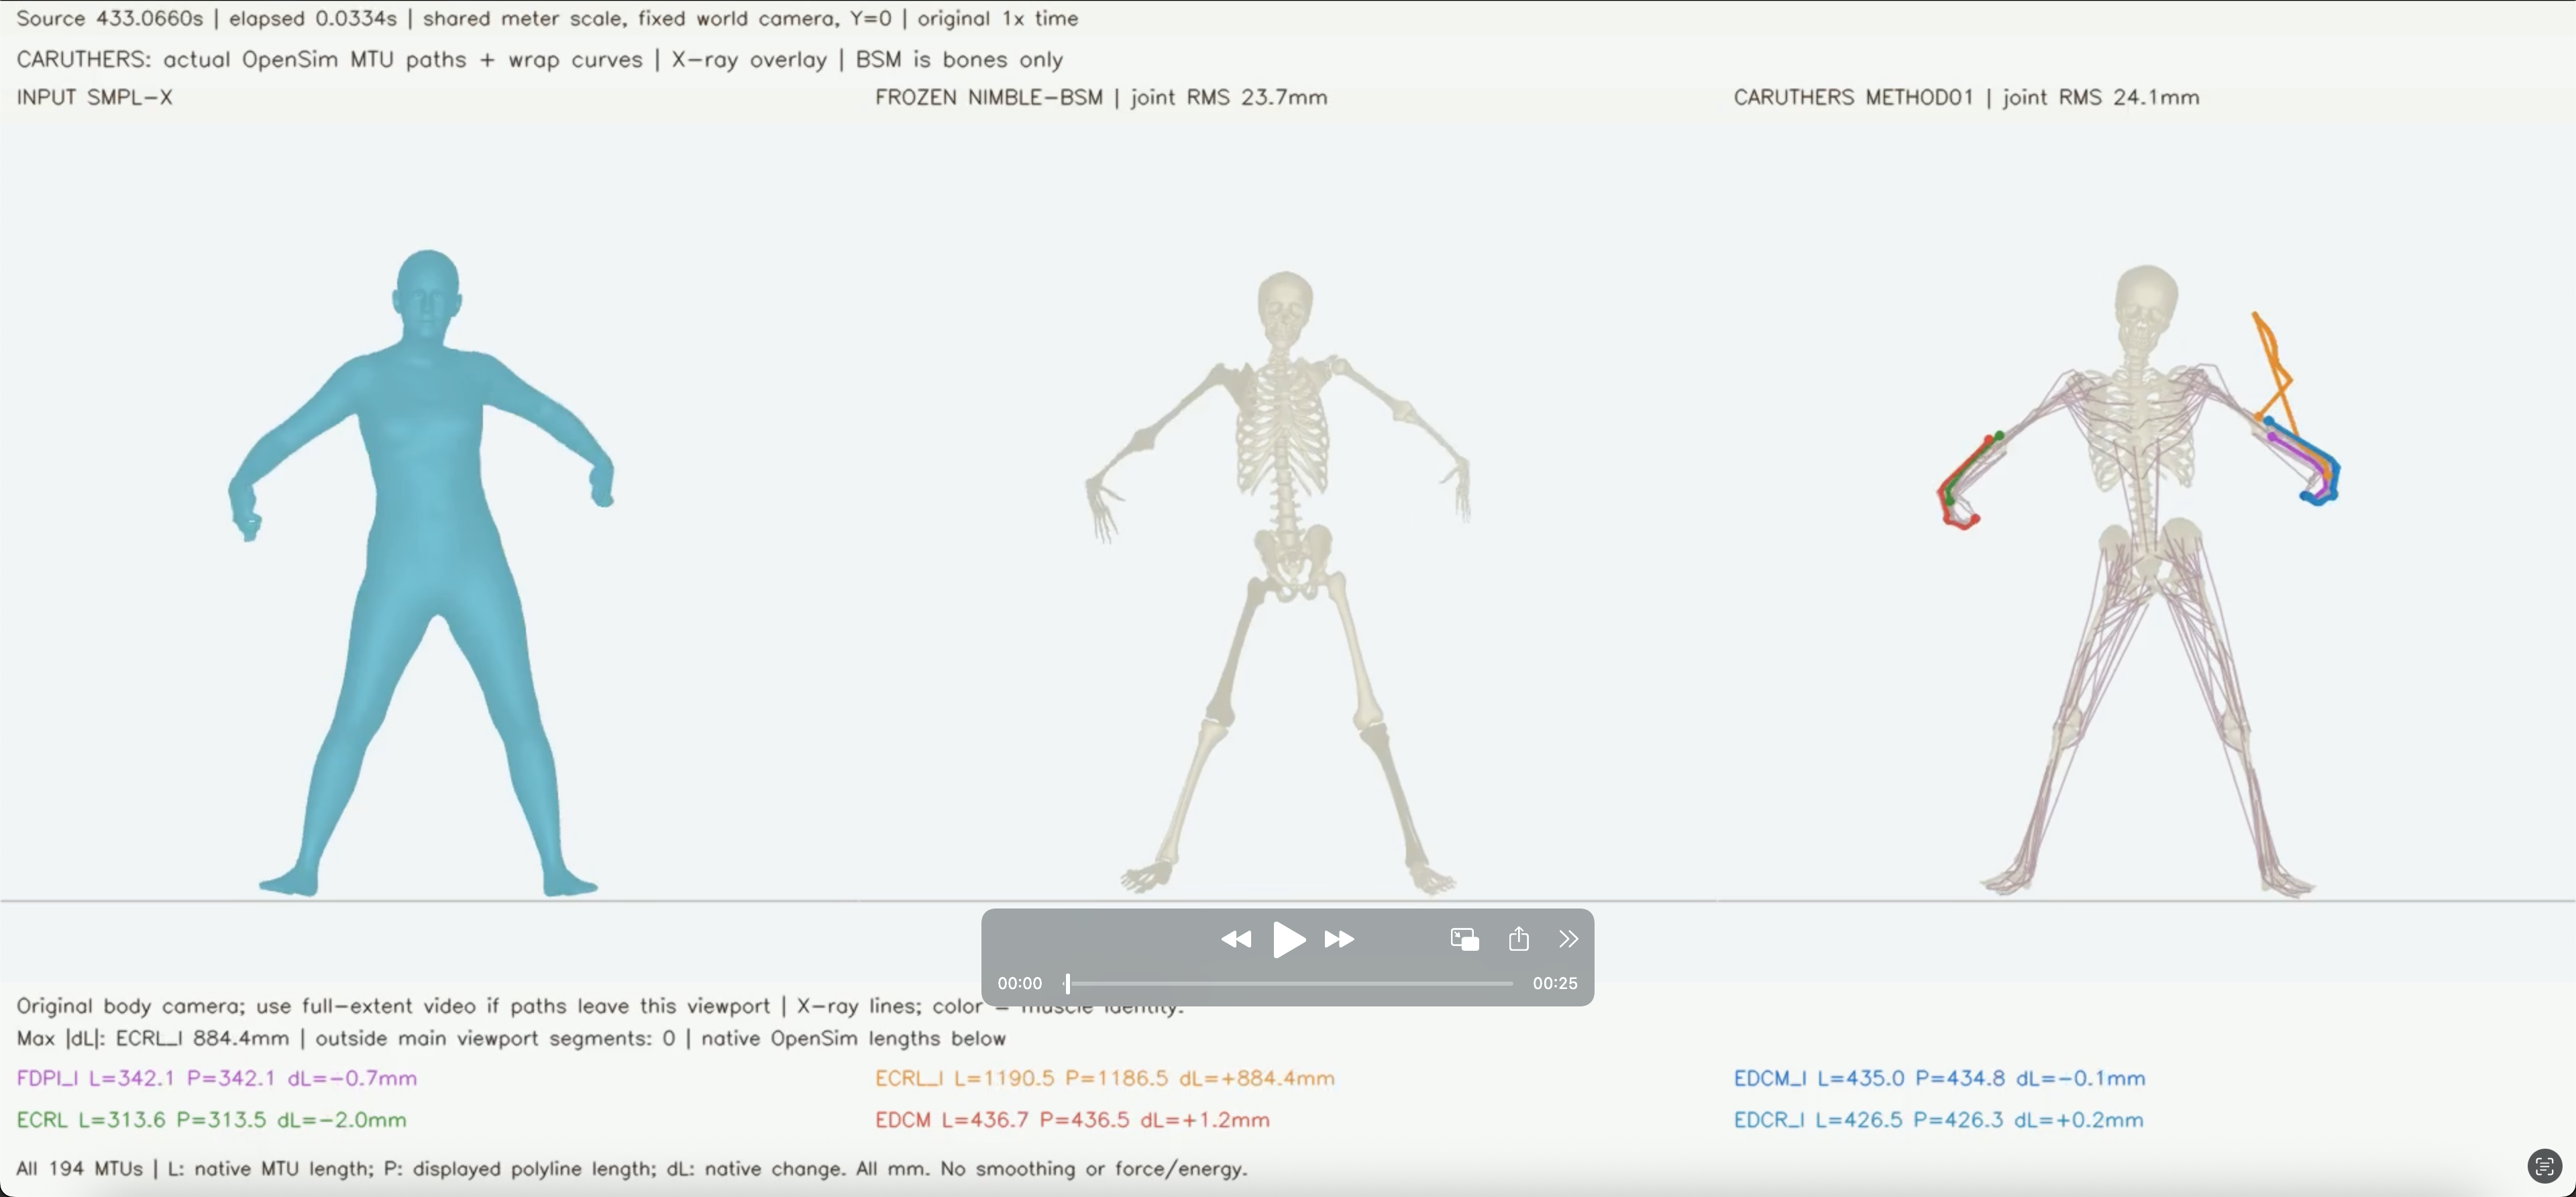 Source 433.0660s | elapsed 0.0334s | shared meter scale, fixed world camera, Y=0 | original 1x time
CARUTHERS: actual OpenSim MTU paths + wrap curves | X-ray overlay | BSM is bones only
INPUT SMPL-X
FROZEN NIMBLE-BSM | joint RMS 23.7mm
CARUTHERS METHOD01 | joint RMS 24.1mm
00:00
00:25
Original body camera; use full-extent video if paths leave this viewport | X-ray lines; color = muscle identity.
Max |dL|: ECRL_l 884.4mm | outside main viewport segments: 0 | native OpenSim lengths below
FDPI_l L=342.1 P=342.1 dL=-0.7mm
ECRL_l L=1190.5 P=1186.5 dL=+884.4mm
EDCM_l L=435.0 P=434.8 dL=-0.1mm
ECRL L=313.6 P=313.5 dL=-2.0mm
EDCM L=436.7 P=436.5 dL=+1.2mm
EDCR_l L=426.5 P=426.3 dL=+0.2mm
All 194 MTUs | L: native MTU length; P: displayed polyline length; dL: native change. All mm. No smoothing or force/energy.